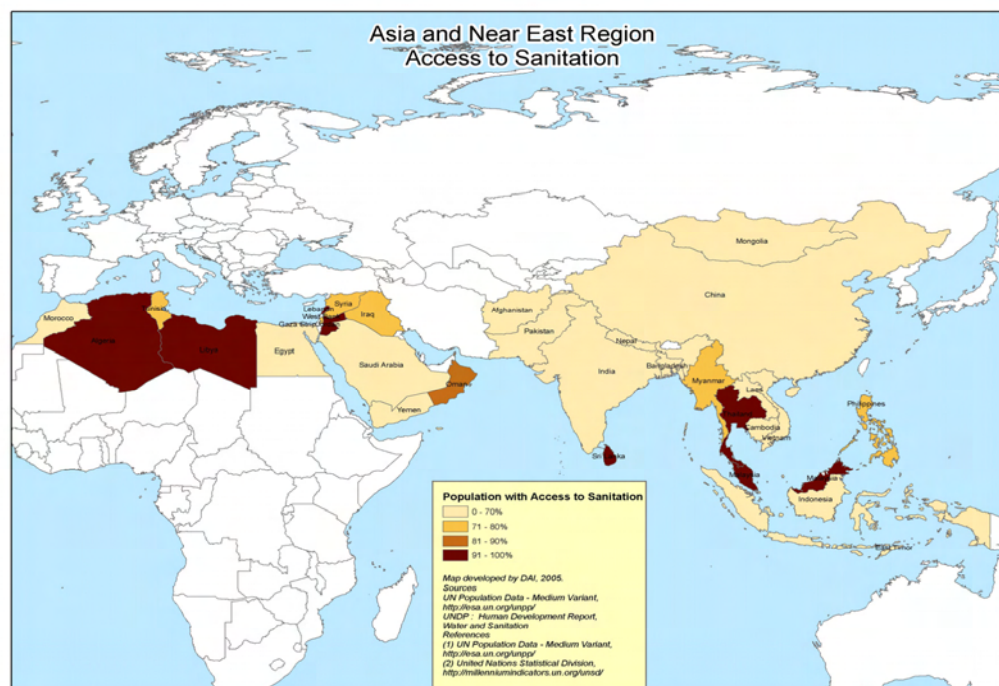 Asia and Near East Region
Access to Sanitation
Mongolia
China
Morocco
Algeria
Libya
Egypt
Lebanon
Syria
Iraq
Saudi Arabia
Yemen
Afghanistan
Pakistan
Nepal
India
Bangladesh
Myanmar
Laos
Cambodia
Vietnam
Philippines
Sri Lanka
Indonesia
East Timor
Population with Access to Sanitation
0 - 70%
71 - 80%
81 - 90%
91 - 100%
Map developed by DAI, 2005.
Sources
UN Population Data - Medium Variant,
http://esa.un.org/unpp/
UNDP : Human Development Report,
Water and Sanitation
References
(1) UN Population Data - Medium Variant,
http://esa.un.org/unpp/
(2) United Nations Statistical Division,
http://millenniumindicators.un.org/unsd/